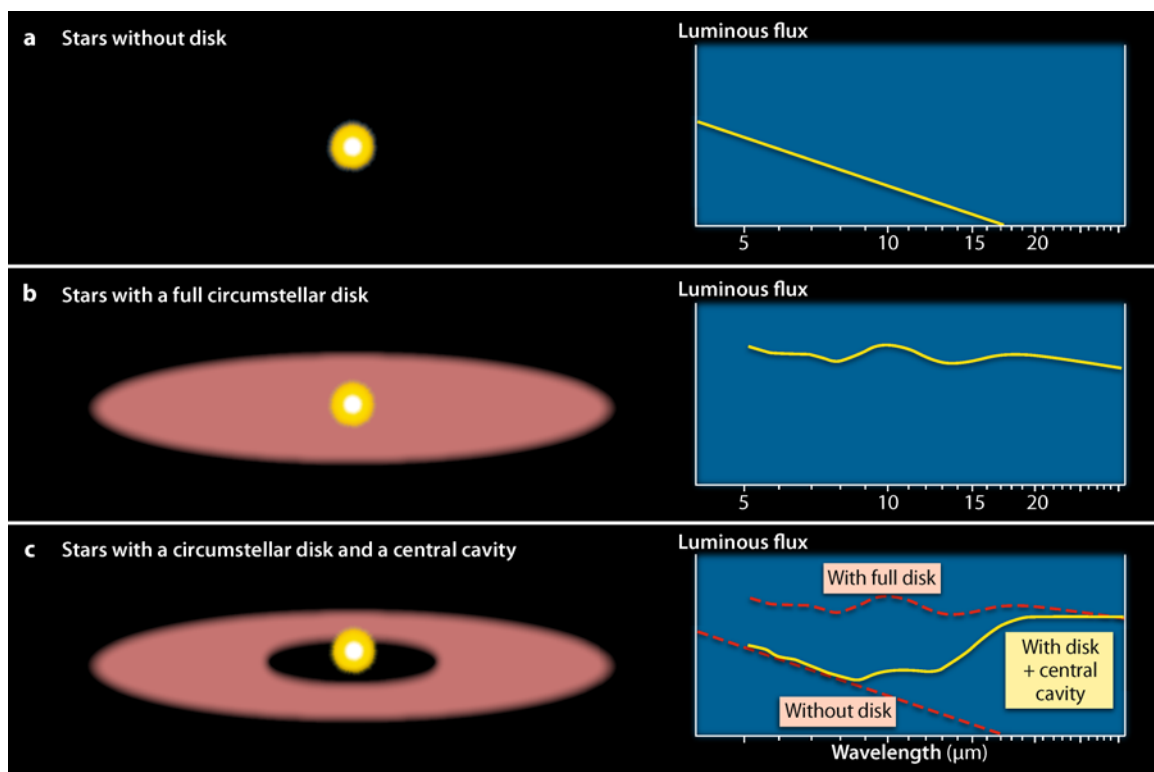 a Stars without disk
Luminous flux
5 10 15 20
b Stars with a full circumstellar disk
Luminous flux
5 10 15 20
c Stars with a circumstellar disk and a central cavity
Luminous flux
With full disk
With disk
+ central
cavity
Without disk
Wavelength (μm)